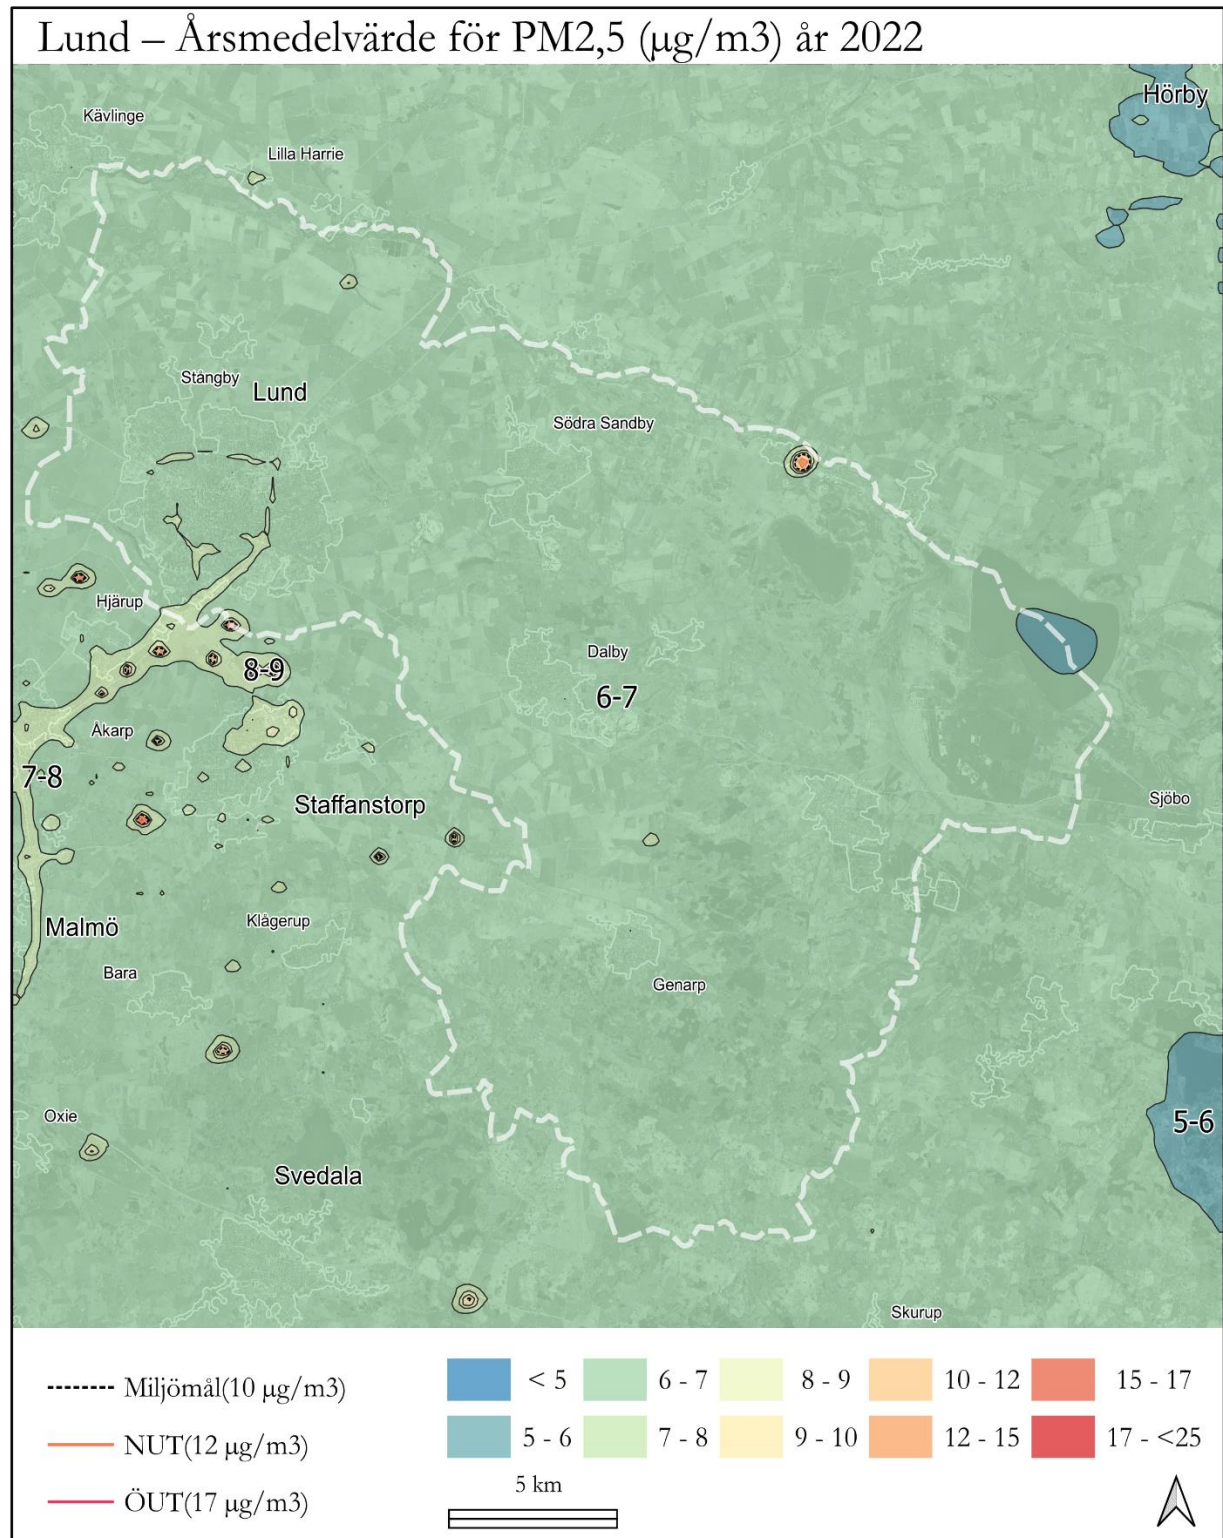 Lund – Årsmedelvärde för PM2,5 (µg/m3) år 2022
Hörby
Kävlinge
Lilla Harrie
Stångby
Lund
Södra Sandby
Hjärup
Dalby
8-9
6-7
Åkarp
7-8
Staffanstorp
Sjöbo
Malmö
Klågerup
Bara
Genarp
Oxie
5-6
Svedala
Skurup
Miljömål(10 µg/m3)
NUT(12 µg/m3)
ÖUT(17 µg/m3)
< 5
6 - 7
8 - 9
10 - 12
15 - 17
5 - 6
7 - 8
9 - 10
12 - 15
17 - <25
5 km